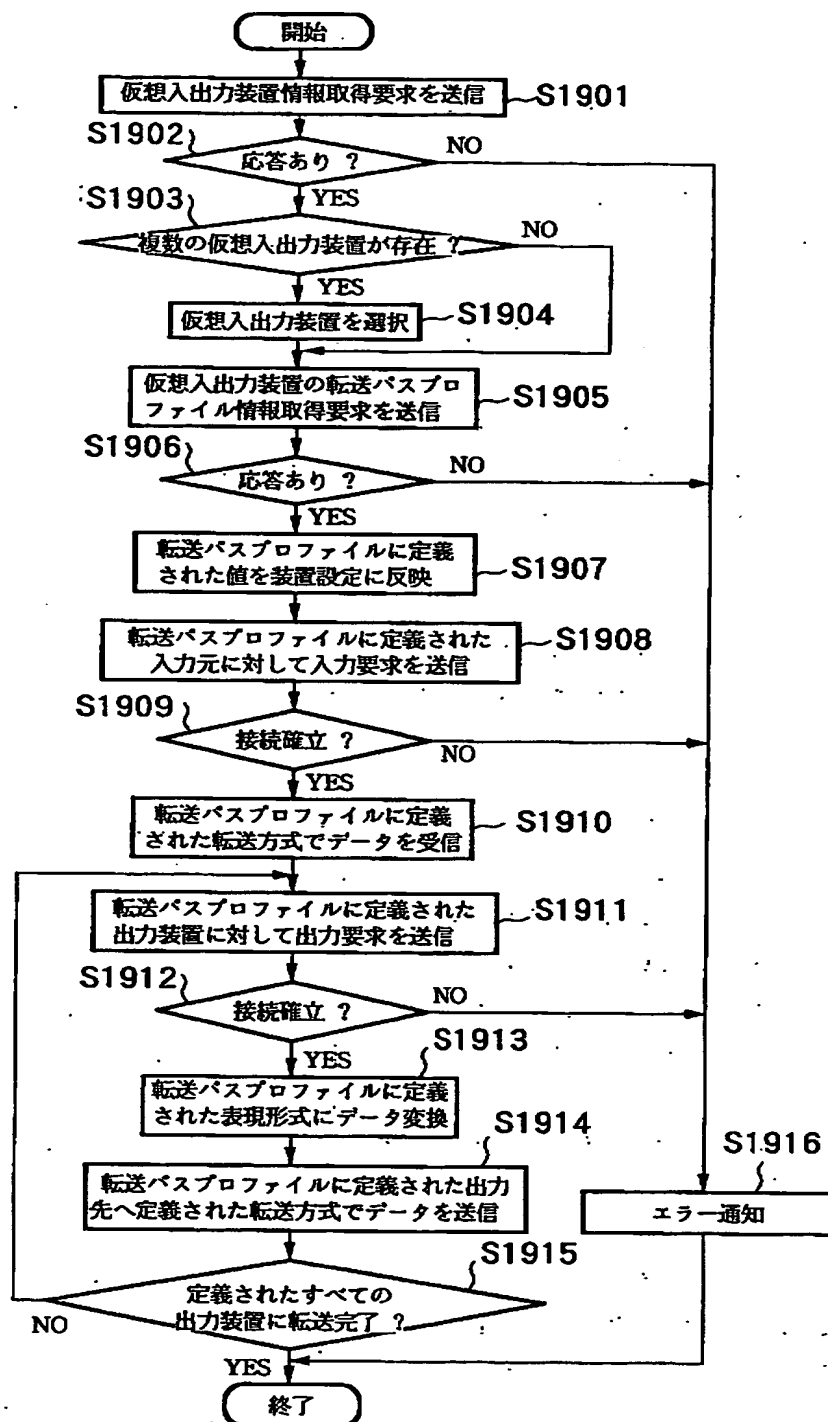 開始
仮想入出力装置情報取得要求を送信
S1901
S1902
応答あり ?
NO
YES
S1903
複数の仮想入出力装置が存在 ?
NO
YES
仮想入出力装置を選択
S1904
仮想入出力装置の転送パスプロ
ファイル情報取得要求を送信
S1905
S1906
応答あり ?
NO
YES
転送パスプロファイルに定義
された値を装置設定に反映
S1907
転送パスプロファイルに定義された
入力元に対して入力要求を送信
S1908
S1909
接続確立 ?
NO
YES
転送パスプロファイルに定義
された転送方式でデータを受信
S1910
転送パスプロファイルに定義された
出力装置に対して出力要求を送信
S1911
S1912
接続確立 ?
NO
YES
S1913
転送パスプロファイルに定義
された表現形式にデータ変換
S1914
転送パスプロファイルに定義された出力
先へ定義された転送方式でデータを送信
S1916
エラー通知
S1915
定義されたすべての
出力装置に転送完了 ?
NO
YES
終了